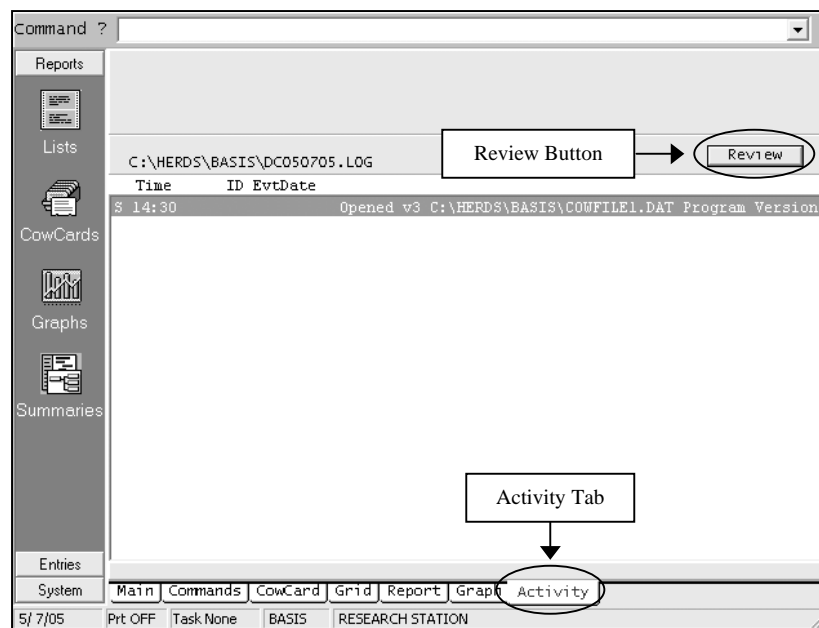 Command ?
Reports
Lists
CowCards
Graphs
Summaries
Entries
System
C:\HERDS\BASIS\DC050705.LOG
Review Button
Review
Time ID EvtDate
S 14:30 Opened v3 C:\HERDS\BASIS\COWFILE1.DAT Program Version
Activity Tab
Main Commands CowCard Grid Report Graph Activity
5/ 7/05 Prt OFF Task None BASIS RESEARCH STATION